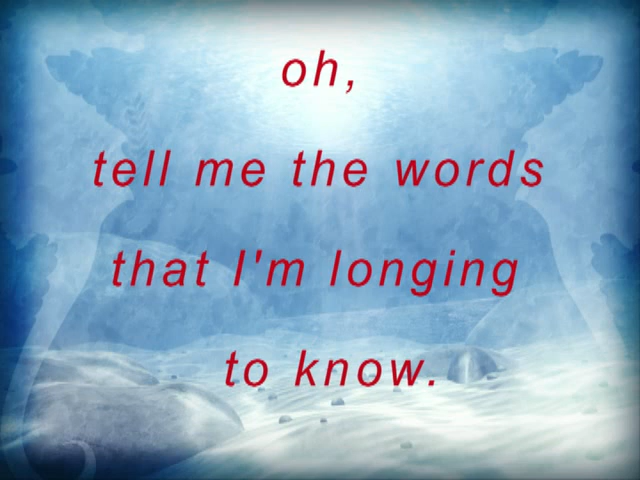 oh,
tell me the words
that I'm longing
to know.